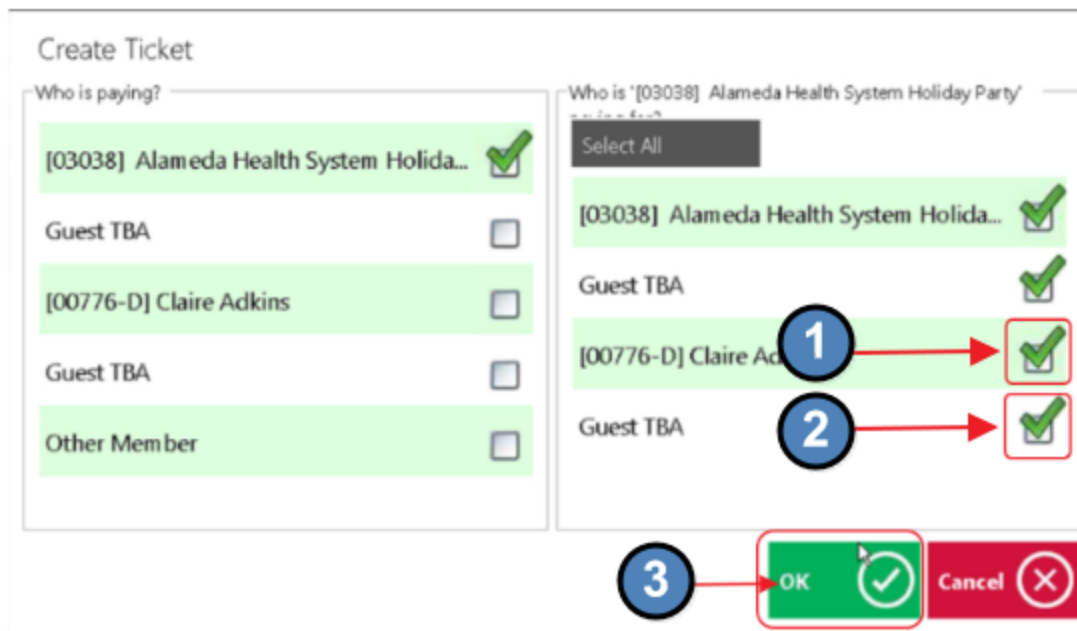 Create Ticket
Who is paying?
[03038] Alameda Health System Holida...
Guest TBA
[00776-D] Claire Adkins
Guest TBA
Other Member
Who is '[03038] Alameda Health System Holiday Party'
Select All
[03038] Alameda Health System Holida...
Guest TBA
[00776-D] Claire Ad
1
Guest TBA
2
3
OK
Cancel